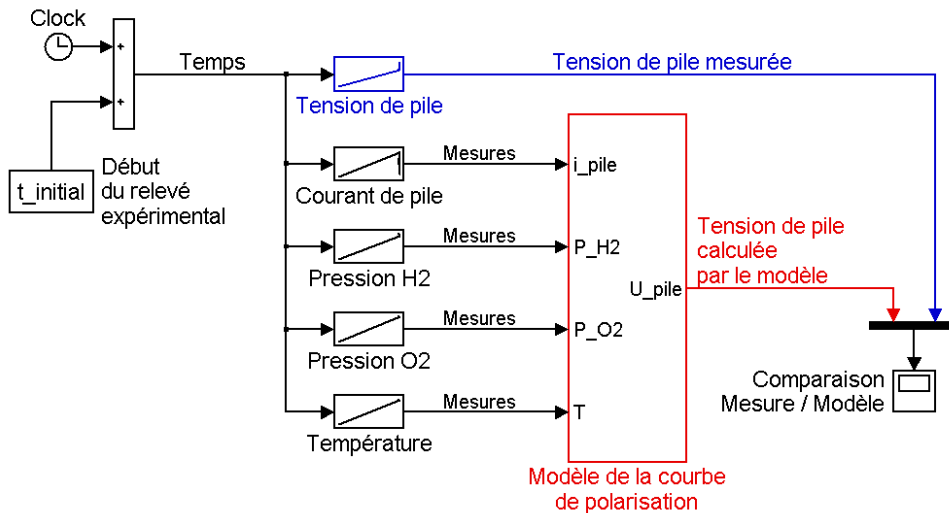 Clock
+
+
Temps
t_initial
Début
du relevé
expérimental
Tension de pile
Tension de pile mesurée
Mesures
Courant de pile
Mesures
Pression H2
Mesures
Pression O2
Mesures
Température
i_pile
P_H2
U_pile
P_O2
T
Modèle de la courbe
de polarisation
Tension de pile
calculée
par le modèle
Comparaison
Mesure / Modèle